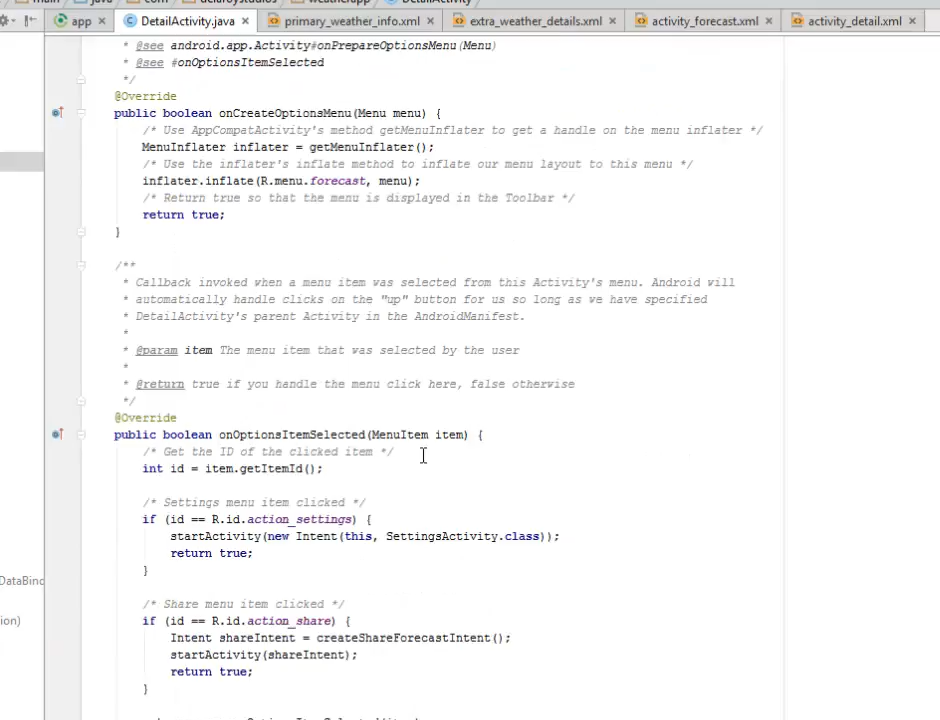 main java com delaroystudios weatherapp DetailActivity
app DetailActivity.java primary_weather_info.xml extra_weather_details.xml activity_forecast.xml activity_detail.xml
* @see android.app.Activity#onPrepareOptionsMenu(Menu)
* @see #onOptionsItemSelected
*/
@Override
public boolean onCreateOptionsMenu(Menu menu) {
/* Use AppCompatActivity's method getMenuInflater to get a handle on the menu inflater */
MenuInflater inflater = getMenuInflater();
/* Use the inflater's inflate method to inflate our menu layout to this menu */
inflater.inflate(R.menu.forecast, menu);
/* Return true so that the menu is displayed in the Toolbar */
return true;
}
/**
* Callback invoked when a menu item was selected from this Activity's menu. Android will
* automatically handle clicks on the "up" button for us so long as we have specified
* DetailActivity's parent Activity in the AndroidManifest.
*
* @param item The menu item that was selected by the user
*
* @return true if you handle the menu click here, false otherwise
*/
@Override
public boolean onOptionsItemSelected(MenuItem item) {
/* Get the ID of the clicked item */
int id = item.getItemId();
/* Settings menu item clicked */
if (id == R.id.action_settings) {
startActivity(new Intent(this, SettingsActivity.class));
return true;
}
DataBind
/* Share menu item clicked */
if (id == R.id.action_share) {
ion)
Intent shareIntent = createShareForecastIntent();
startActivity(shareIntent);
return true;
}